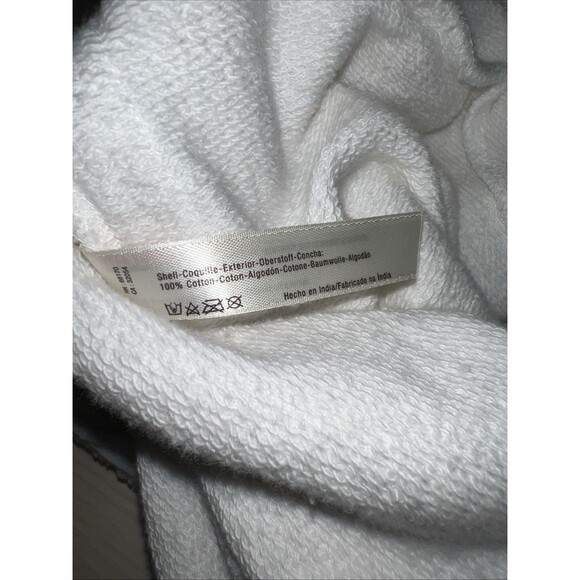 Shell-Coquille-Exterior-Oberstoff-Concha:
100% Cotton-Coton-Algodón-Cotone-Baumwolle-Algodão
Hecho en India/Fabricado na Índia